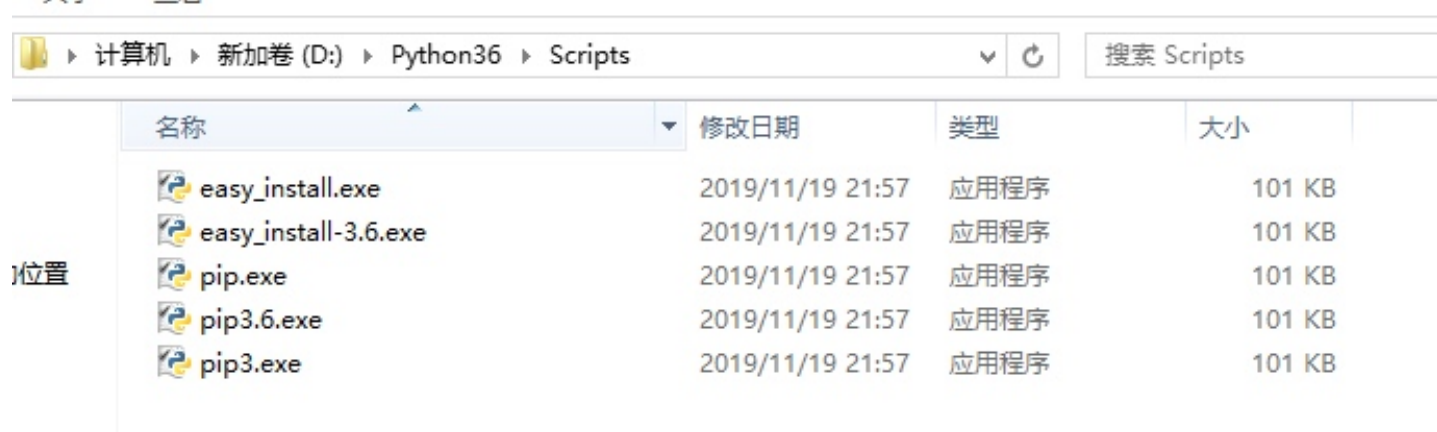 计算机 新加卷 (D:) Python36 Scripts 搜索 Scripts
名称 修改日期 类型 大小
easy_install.exe 2019/11/19 21:57 应用程序 101 KB
easy_install-3.6.exe 2019/11/19 21:57 应用程序 101 KB
位置 pip.exe 2019/11/19 21:57 应用程序 101 KB
pip3.6.exe 2019/11/19 21:57 应用程序 101 KB
pip3.exe 2019/11/19 21:57 应用程序 101 KB